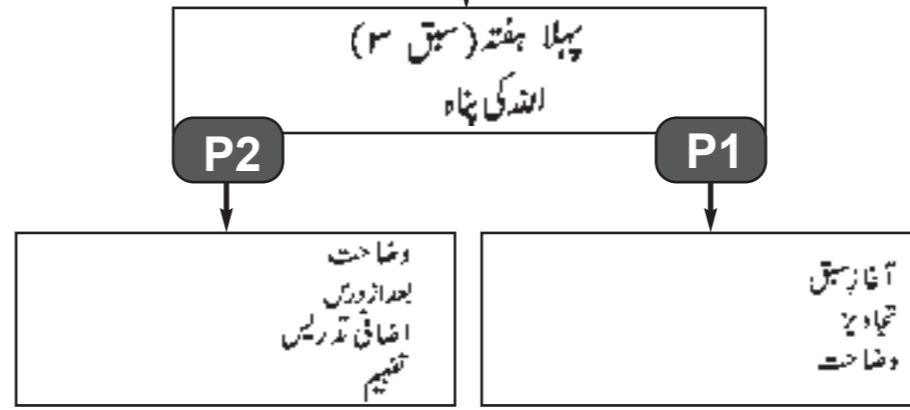 پہلا ہفتہ (سبق ۳)
اللہ کی پناہ
P1
P2
آغازِ سبق
تجاویز
وضاحت
وضاحت
بعد از درس
اضافی تدریس
تفہیم